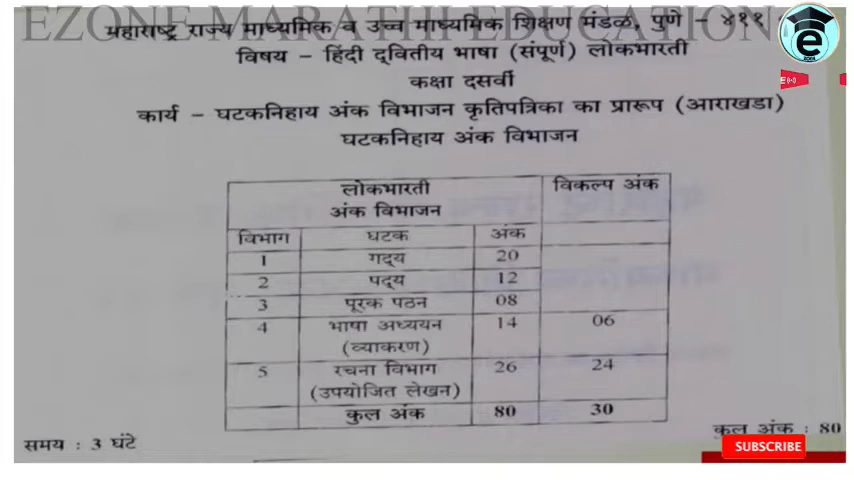 EZONE MARATHI EDUCATION
महाराष्ट्र राज्य माध्यमिक व उच्च माध्यमिक शिक्षण मंडळ, पुणे – ४११
विषय – हिंदी द्वितीय भाषा (संपूर्ण) लोकभारती
कक्षा दसवीं
कार्य – घटकनिहाय अंक विभाजन कृतिपत्रिका का प्रारूप (आराखडा)
घटकनिहाय अंक विभाजन
लोकभारती विकल्प अंक
अंक विभाजन
विभाग घटक अंक
1 गद्य 20
2 पद्य 12
3 पूरक पठन 08
4 भाषा अध्ययन 14 06
(व्याकरण)
5 रचना विभाग 26 24
(उपयोजित लेखन)
कुल अंक 80 30
समय : 3 घंटे कुल अंक : 80
SUBSCRIBE